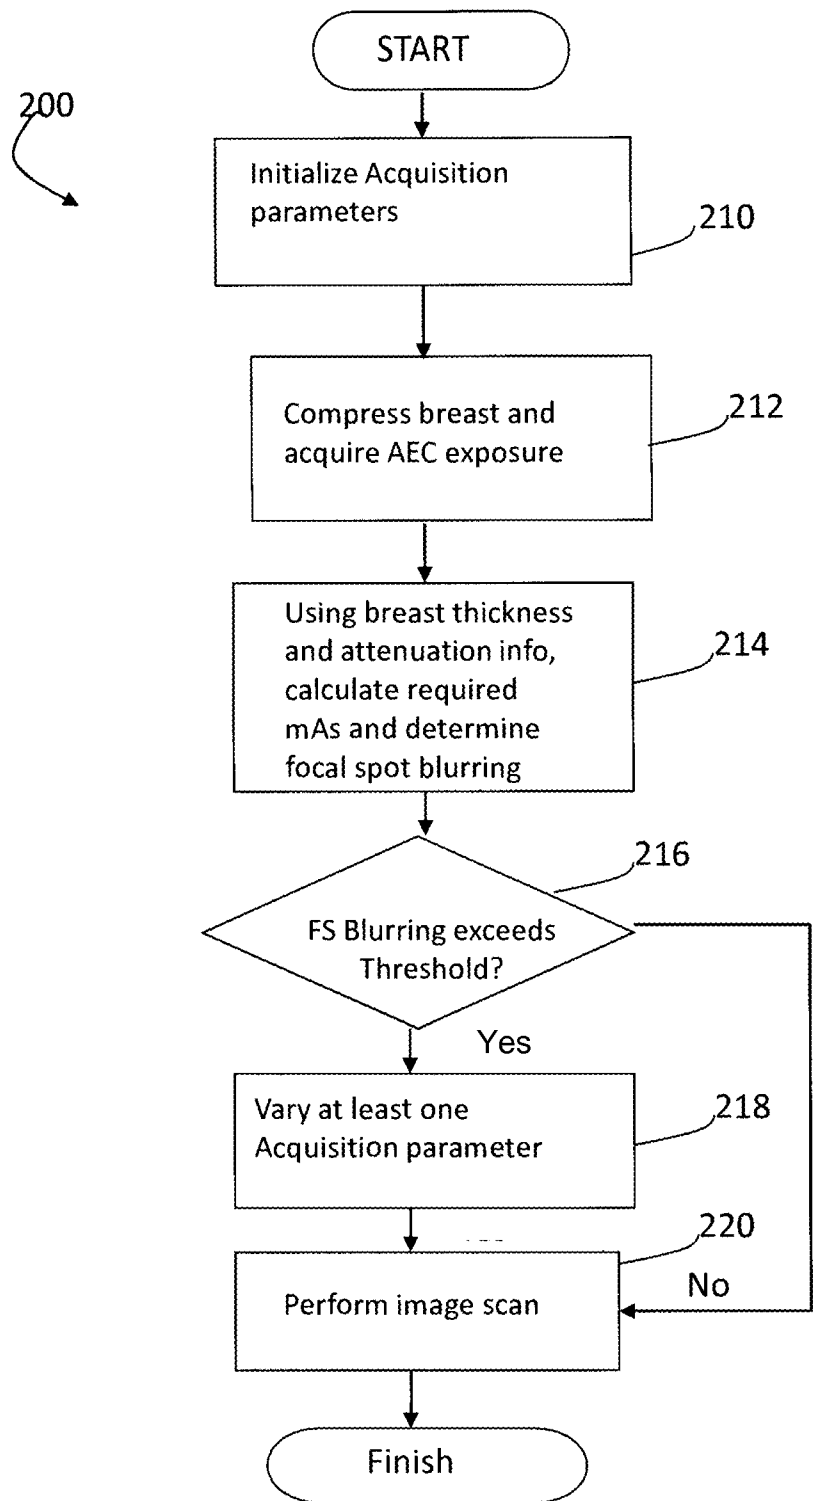 START
200
Initialize Acquisition
parameters
210
Compress breast and
acquire AEC exposure
212
Using breast thickness
and attenuation info,
calculate required
mAs and determine
focal spot blurring
214
216
FS Blurring exceeds
Threshold?
Yes
Vary at least one
Acquisition parameter
218
220
No
Perform image scan
Finish